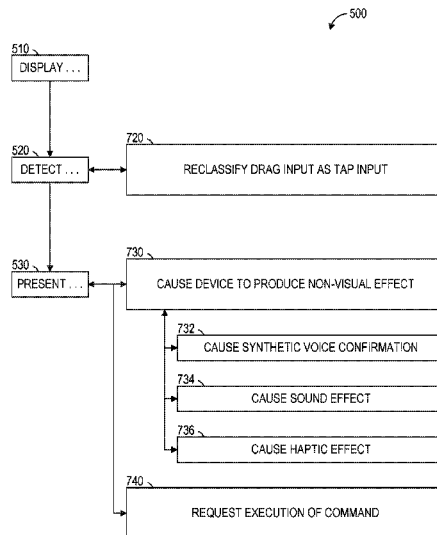 500
510
DISPLAY . . .
520
DETECT . . .
720
RECLASSIFY DRAG INPUT AS TAP INPUT
530
PRESENT . . .
730
CAUSE DEVICE TO PRODUCE NON-VISUAL EFFECT
732
CAUSE SYNTHETIC VOICE CONFIRMATION
734
CAUSE SOUND EFFECT
736
CAUSE HAPTIC EFFECT
740
REQUEST EXECUTION OF COMMAND